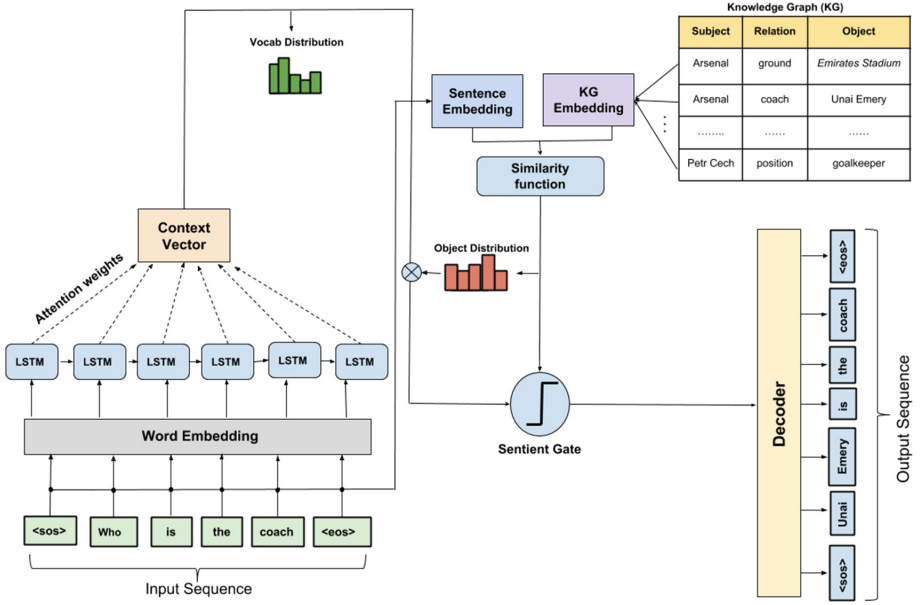 Knowledge Graph (KG)
Subject Relation Object
Arsenal ground Emirates Stadium
Arsenal coach Unai Emery
........ ...... ......
Petr Cech position goalkeeper
Vocab Distribution
Sentence
Embedding
KG
Embedding
Similarity
function
Context
Vector
Attention weights
Object Distribution
LSTM LSTM LSTM LSTM LSTM LSTM
Word Embedding
Sentient Gate
<sos> Who is the coach <eos>
Input Sequence
Decoder
<eos>
coach
the
is
Emery
Unai
<sos>
Output Sequence